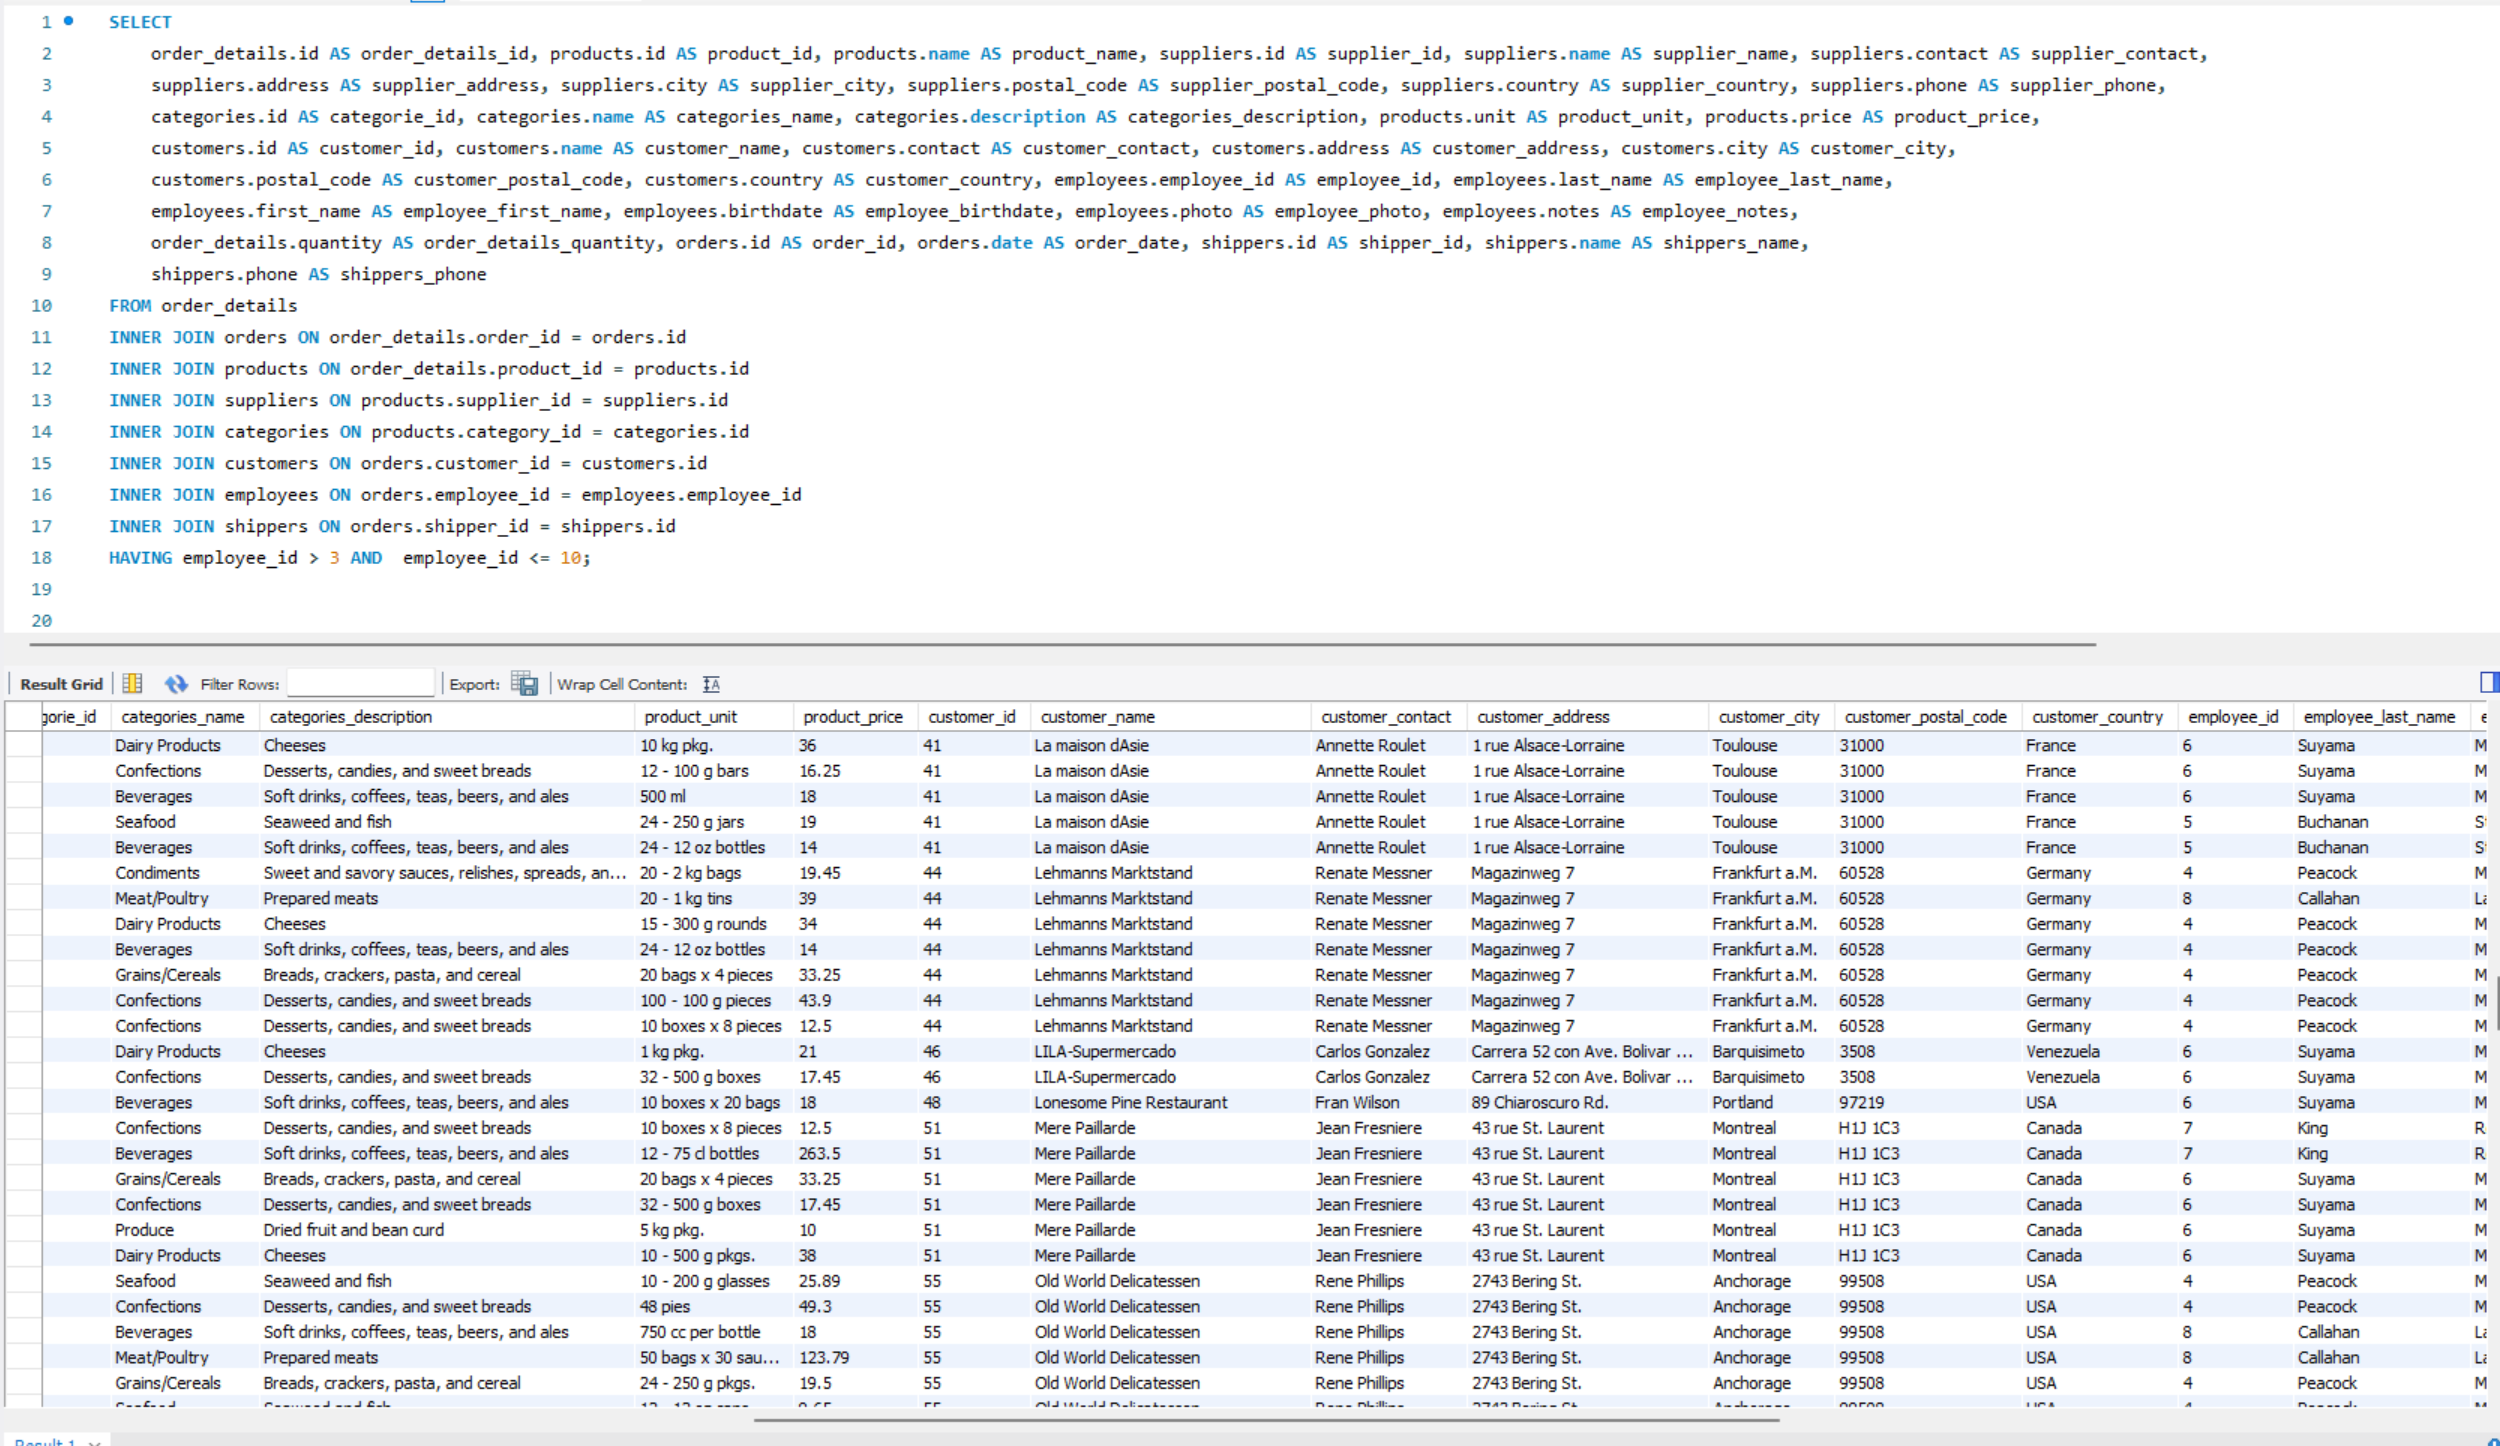 1 SELECT
2 order_details.id AS order_details_id, products.id AS product_id, products.name AS product_name, suppliers.id AS supplier_id, suppliers.name AS supplier_name, suppliers.contact AS supplier_contact,
3 suppliers.address AS supplier_address, suppliers.city AS supplier_city, suppliers.postal_code AS supplier_postal_code, suppliers.country AS supplier_country, suppliers.phone AS supplier_phone,
4 categories.id AS categorie_id, categories.name AS categories_name, categories.description AS categories_description, products.unit AS product_unit, products.price AS product_price,
5 customers.id AS customer_id, customers.name AS customer_name, customers.contact AS customer_contact, customers.address AS customer_address, customers.city AS customer_city,
6 customers.postal_code AS customer_postal_code, customers.country AS customer_country, employees.employee_id AS employee_id, employees.last_name AS employee_last_name,
7 employees.first_name AS employee_first_name, employees.birthdate AS employee_birthdate, employees.photo AS employee_photo, employees.notes AS employee_notes,
8 order_details.quantity AS order_details_quantity, orders.id AS order_id, orders.date AS order_date, shippers.id AS shipper_id, shippers.name AS shippers_name,
9 shippers.phone AS shippers_phone
10 FROM order_details
11 INNER JOIN orders ON order_details.order_id = orders.id
12 INNER JOIN products ON order_details.product_id = products.id
13 INNER JOIN suppliers ON products.supplier_id = suppliers.id
14 INNER JOIN categories ON products.category_id = categories.id
15 INNER JOIN customers ON orders.customer_id = customers.id
16 INNER JOIN employees ON orders.employee_id = employees.employee_id
17 INNER JOIN shippers ON orders.shipper_id = shippers.id
18 HAVING employee_id > 3 AND  employee_id <= 10;
19
20
Result Grid Filter Rows: Export: Wrap Cell Content:
gorie_id categories_name categories_description product_unit product_price customer_id customer_name customer_contact customer_address customer_city customer_postal_code customer_country employee_id employee_last_name e
Dairy Products Cheeses 10 kg pkg. 36 41 La maison dAsie Annette Roulet 1 rue Alsace-Lorraine Toulouse 31000 France 6 Suyama M
Confections Desserts, candies, and sweet breads 12 - 100 g bars 16.25 41 La maison dAsie Annette Roulet 1 rue Alsace-Lorraine Toulouse 31000 France 6 Suyama M
Beverages Soft drinks, coffees, teas, beers, and ales 500 ml 18 41 La maison dAsie Annette Roulet 1 rue Alsace-Lorraine Toulouse 31000 France 6 Suyama M
Seafood Seaweed and fish 24 - 250 g jars 19 41 La maison dAsie Annette Roulet 1 rue Alsace-Lorraine Toulouse 31000 France 5 Buchanan S
Beverages Soft drinks, coffees, teas, beers, and ales 24 - 12 oz bottles 14 41 La maison dAsie Annette Roulet 1 rue Alsace-Lorraine Toulouse 31000 France 5 Buchanan S
Condiments Sweet and savory sauces, relishes, spreads, an... 20 - 2 kg bags 19.45 44 Lehmanns Marktstand Renate Messner Magazinweg 7 Frankfurt a.M. 60528 Germany 4 Peacock M
Meat/Poultry Prepared meats 20 - 1 kg tins 39 44 Lehmanns Marktstand Renate Messner Magazinweg 7 Frankfurt a.M. 60528 Germany 8 Callahan La
Dairy Products Cheeses 15 - 300 g rounds 34 44 Lehmanns Marktstand Renate Messner Magazinweg 7 Frankfurt a.M. 60528 Germany 4 Peacock M
Beverages Soft drinks, coffees, teas, beers, and ales 24 - 12 oz bottles 14 44 Lehmanns Marktstand Renate Messner Magazinweg 7 Frankfurt a.M. 60528 Germany 4 Peacock M
Grains/Cereals Breads, crackers, pasta, and cereal 20 bags x 4 pieces 33.25 44 Lehmanns Marktstand Renate Messner Magazinweg 7 Frankfurt a.M. 60528 Germany 4 Peacock M
Confections Desserts, candies, and sweet breads 100 - 100 g pieces 43.9 44 Lehmanns Marktstand Renate Messner Magazinweg 7 Frankfurt a.M. 60528 Germany 4 Peacock M
Confections Desserts, candies, and sweet breads 10 boxes x 8 pieces 12.5 44 Lehmanns Marktstand Renate Messner Magazinweg 7 Frankfurt a.M. 60528 Germany 4 Peacock M
Dairy Products Cheeses 1 kg pkg. 21 46 LILA-Supermercado Carlos Gonzalez Carrera 52 con Ave. Bolivar ... Barquisimeto 3508 Venezuela 6 Suyama M
Confections Desserts, candies, and sweet breads 32 - 500 g boxes 17.45 46 LILA-Supermercado Carlos Gonzalez Carrera 52 con Ave. Bolivar ... Barquisimeto 3508 Venezuela 6 Suyama M
Beverages Soft drinks, coffees, teas, beers, and ales 10 boxes x 20 bags 18 48 Lonesome Pine Restaurant Fran Wilson 89 Chiaroscuro Rd. Portland 97219 USA 6 Suyama M
Confections Desserts, candies, and sweet breads 10 boxes x 8 pieces 12.5 51 Mere Paillarde Jean Fresniere 43 rue St. Laurent Montreal H1J 1C3 Canada 7 King R
Beverages Soft drinks, coffees, teas, beers, and ales 12 - 75 cl bottles 263.5 51 Mere Paillarde Jean Fresniere 43 rue St. Laurent Montreal H1J 1C3 Canada 7 King R
Grains/Cereals Breads, crackers, pasta, and cereal 20 bags x 4 pieces 33.25 51 Mere Paillarde Jean Fresniere 43 rue St. Laurent Montreal H1J 1C3 Canada 6 Suyama M
Confections Desserts, candies, and sweet breads 32 - 500 g boxes 17.45 51 Mere Paillarde Jean Fresniere 43 rue St. Laurent Montreal H1J 1C3 Canada 6 Suyama M
Produce Dried fruit and bean curd 5 kg pkg. 10 51 Mere Paillarde Jean Fresniere 43 rue St. Laurent Montreal H1J 1C3 Canada 6 Suyama M
Dairy Products Cheeses 10 - 500 g pkgs. 38 51 Mere Paillarde Jean Fresniere 43 rue St. Laurent Montreal H1J 1C3 Canada 6 Suyama M
Seafood Seaweed and fish 10 - 200 g glasses 25.89 55 Old World Delicatessen Rene Phillips 2743 Bering St. Anchorage 99508 USA 4 Peacock M
Confections Desserts, candies, and sweet breads 48 pies 49.3 55 Old World Delicatessen Rene Phillips 2743 Bering St. Anchorage 99508 USA 4 Peacock M
Beverages Soft drinks, coffees, teas, beers, and ales 750 cc per bottle 18 55 Old World Delicatessen Rene Phillips 2743 Bering St. Anchorage 99508 USA 8 Callahan La
Meat/Poultry Prepared meats 50 bags x 30 sau... 123.79 55 Old World Delicatessen Rene Phillips 2743 Bering St. Anchorage 99508 USA 8 Callahan La
Grains/Cereals Breads, crackers, pasta, and cereal 24 - 250 g pkgs. 19.5 55 Old World Delicatessen Rene Phillips 2743 Bering St. Anchorage 99508 USA 4 Peacock M
Result 1